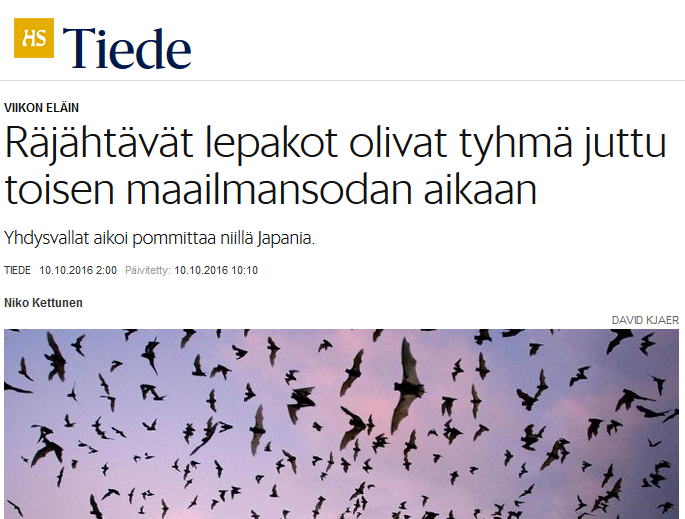 HS Tiede
VIIKON ELÄIN
Räjähtävät lepakot olivat tyhmä juttu
toisen maailmansodan aikaan
Yhdysvallat aikoi pommittaa niillä Japania.
TIEDE 10.10.2016 2:00 Päivitetty: 10.10.2016 10:10
Niko Kettunen
DAVID KJAER